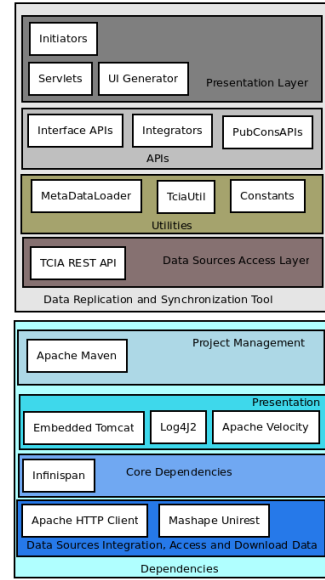 Initiators
Servlets
UI Generator
Presentation Layer
Interface APIs
Integrators
PubConsAPIs
APIs
MetaDataLoader
TciaUtil
Constants
Utilities
TCIA REST API
Data Sources Access Layer
Data Replication and Synchronization Tool
Project Management
Apache Maven
Presentation
Embedded Tomcat
Log4J2
Apache Velocity
Infinispan
Core Dependencies
Apache HTTP Client
Mashape Unirest
Data Sources Integration, Access and Download Data
Dependencies